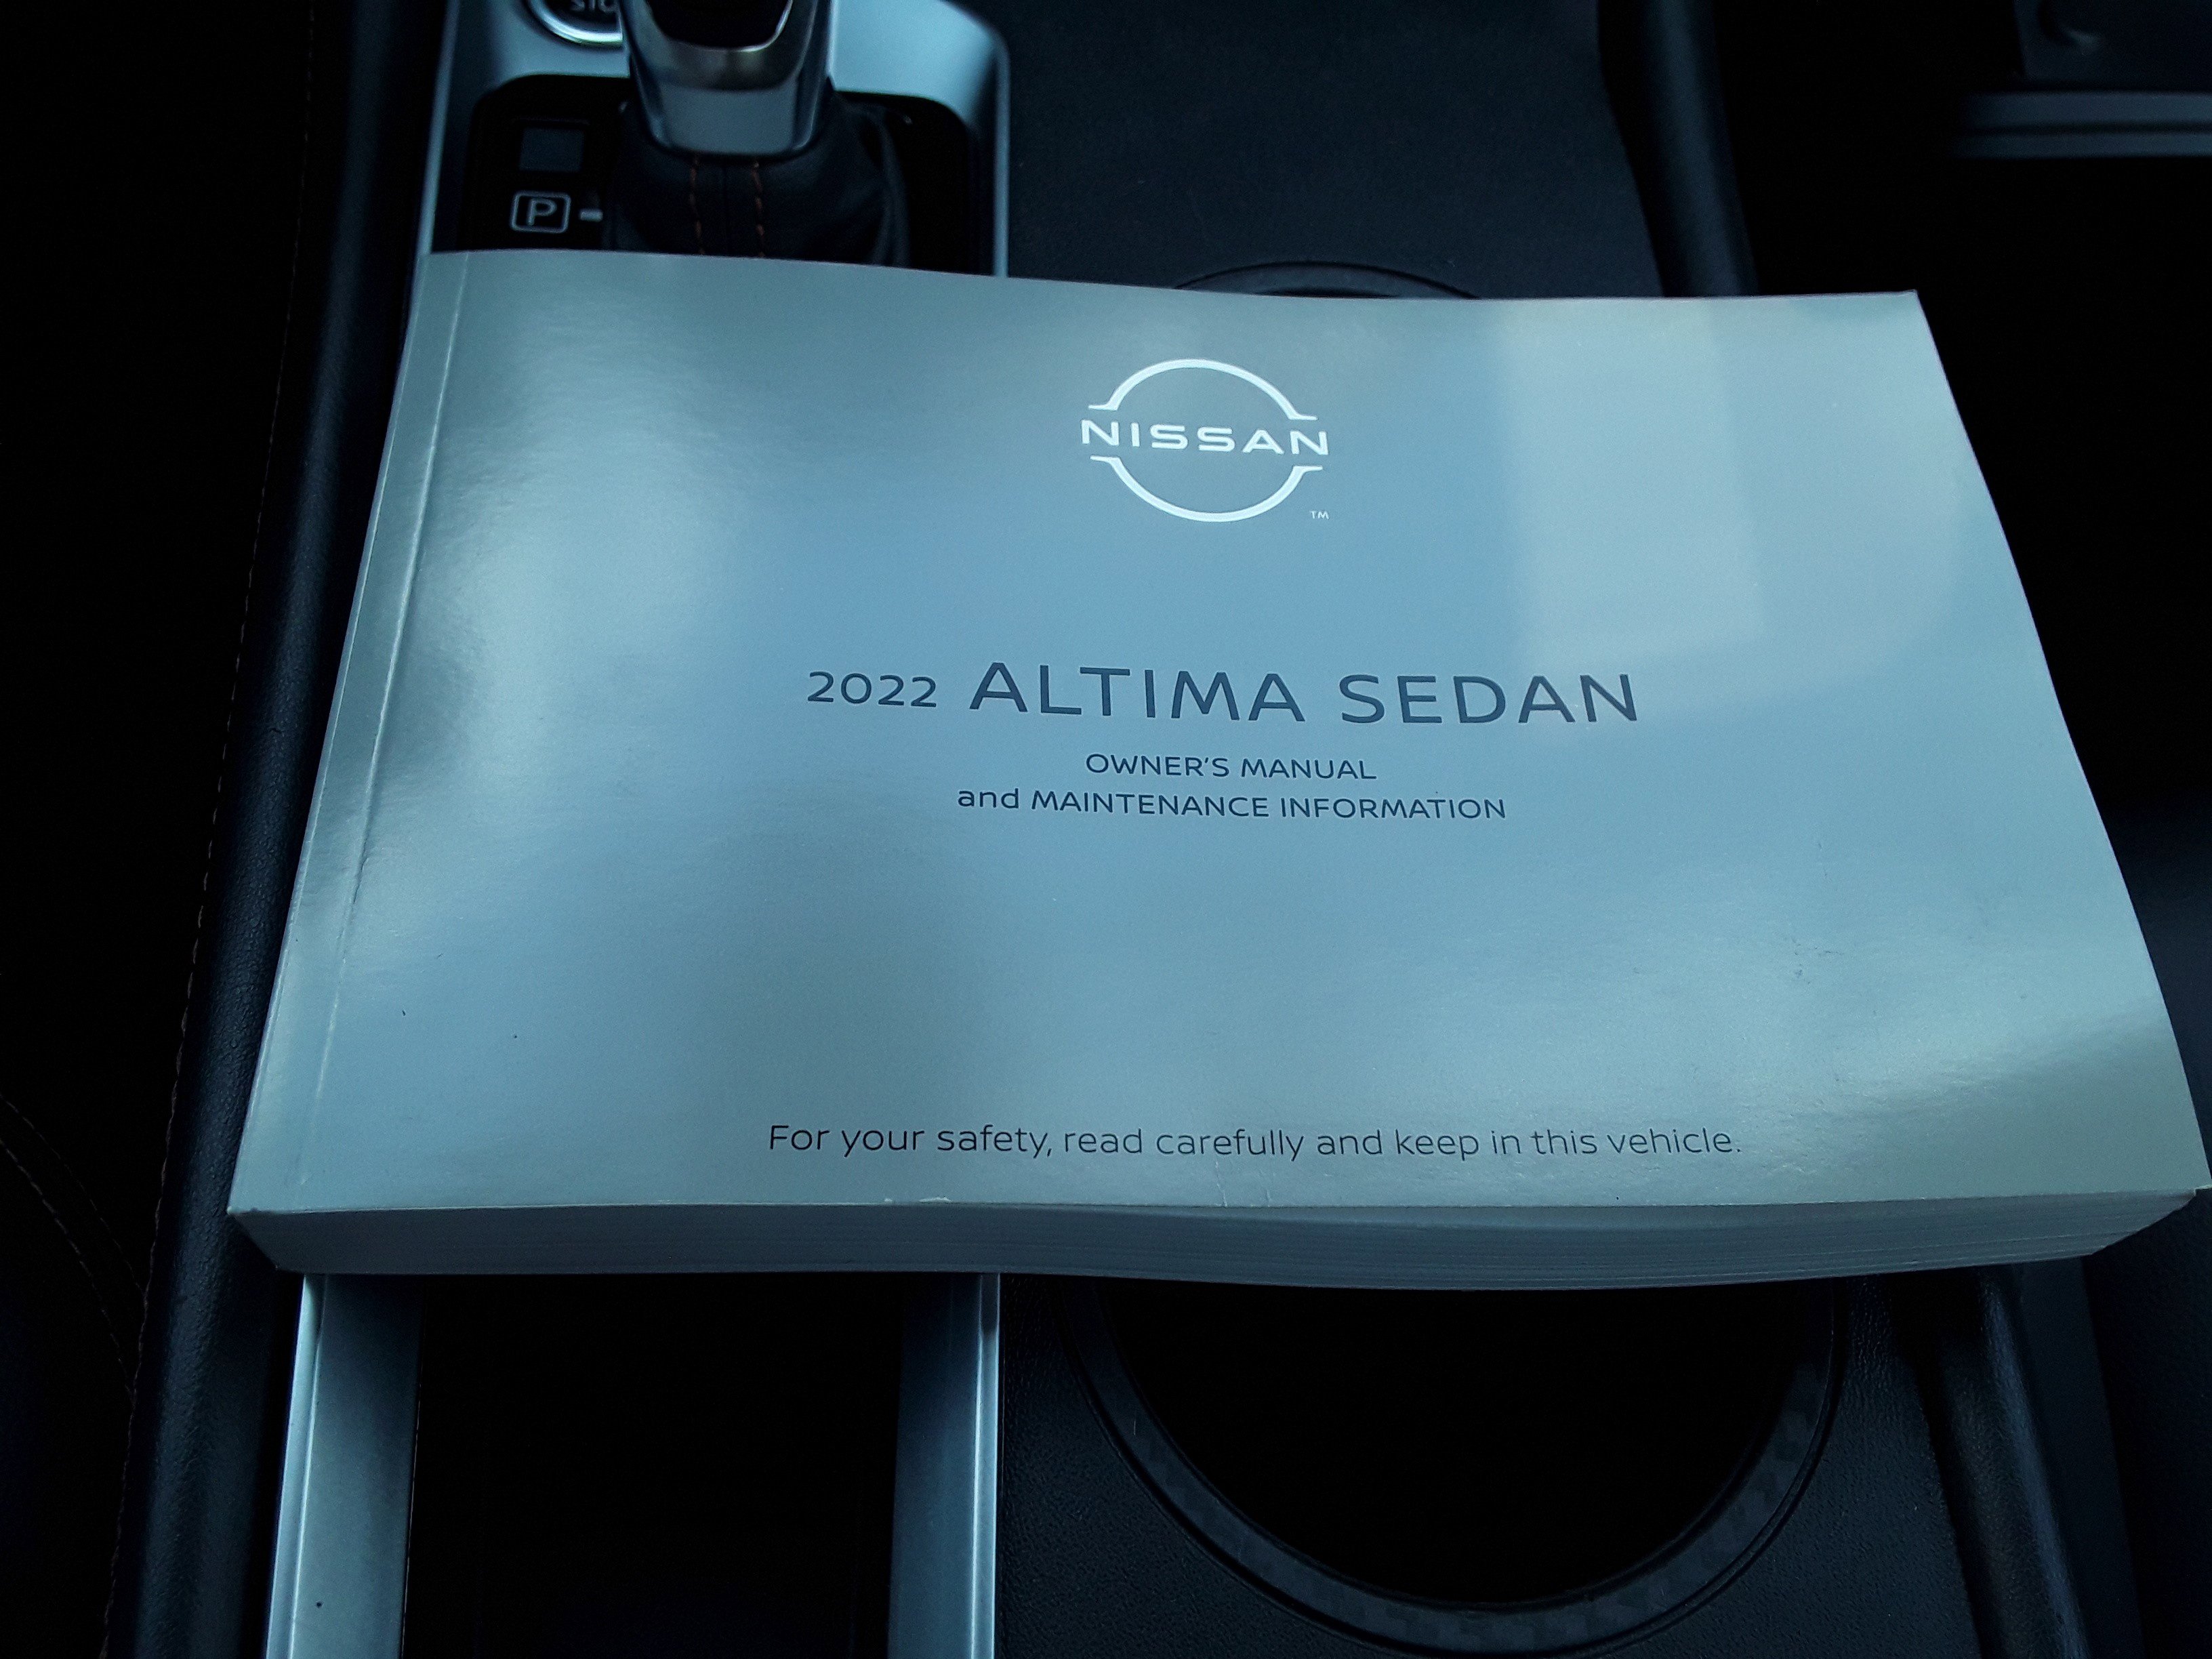 P
NISSAN
TM
2022 ALTIMA SEDAN
OWNER'S MANUAL
and MAINTENANCE INFORMATION
For your safety, read carefully and keep in this vehicle.